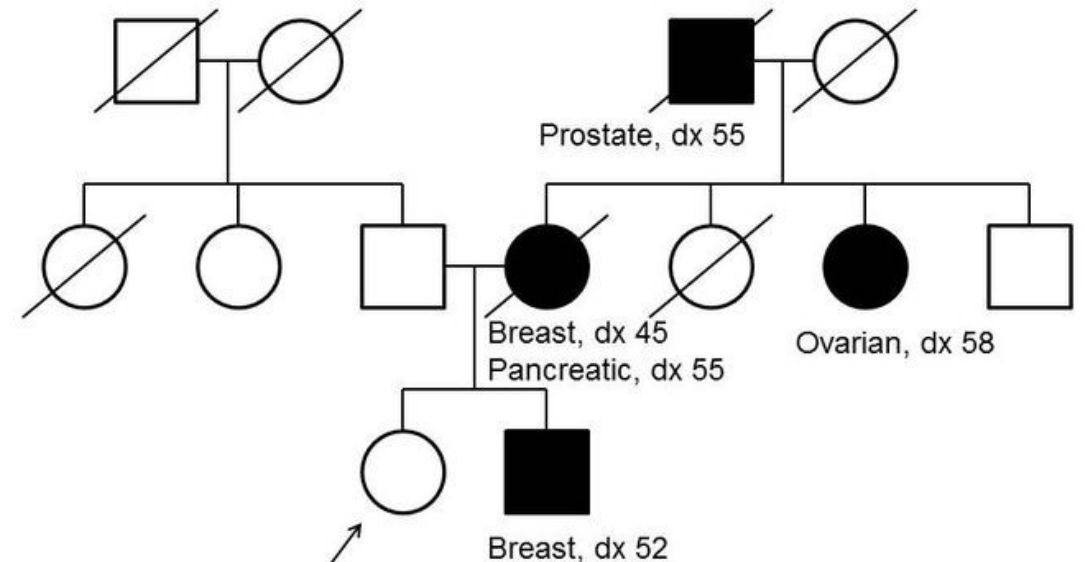 Prostate, dx 55
Breast, dx 45
Pancreatic, dx 55
Ovarian, dx 58
Breast, dx 52